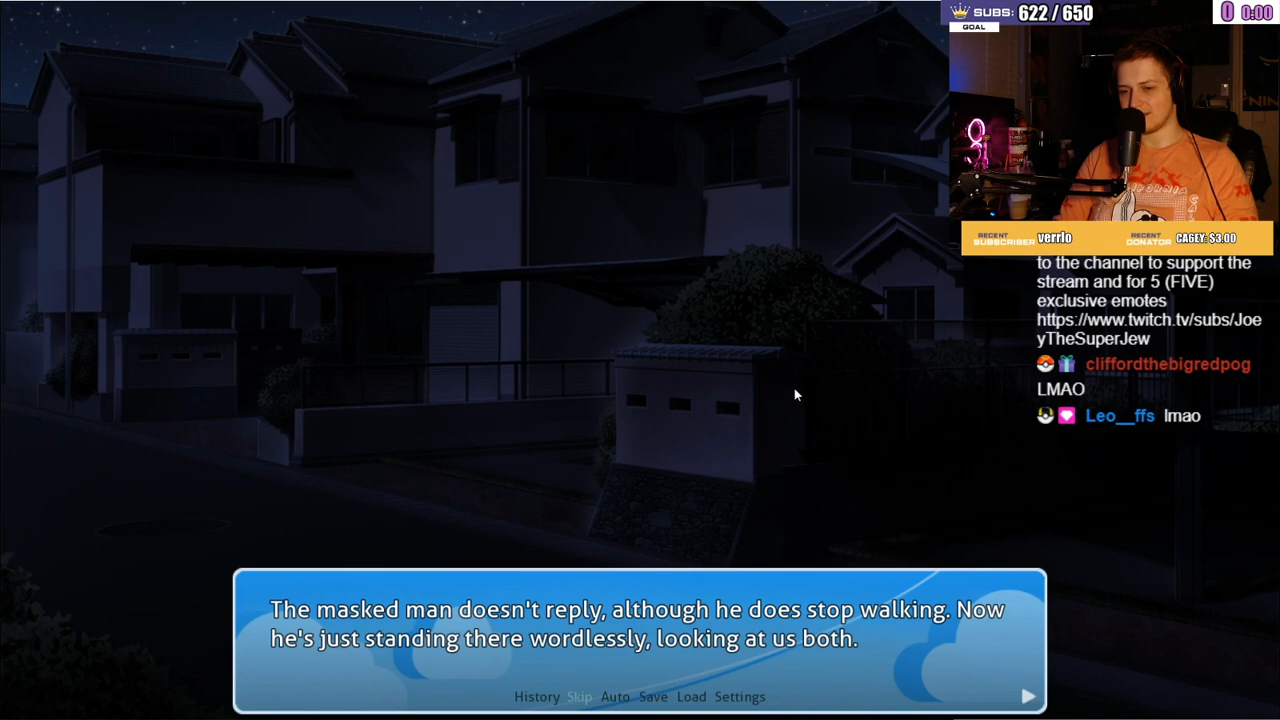 SUBS: 622 / 650
GOAL
0 0:00
RECENT SUBSCRIBER verrlo
RECENT DONATOR CA6EY: $3.00
to the channel to support the
stream and for 5 (FIVE)
exclusive emotes
https://www.twitch.tv/subs/Joe
yTheSuperJew
cliffordthebigredpog
LMAO
Leo__ffs lmao
The masked man doesn't reply, although he does stop walking. Now
he's just standing there wordlessly, looking at us both.
History Skip Auto Save Load Settings